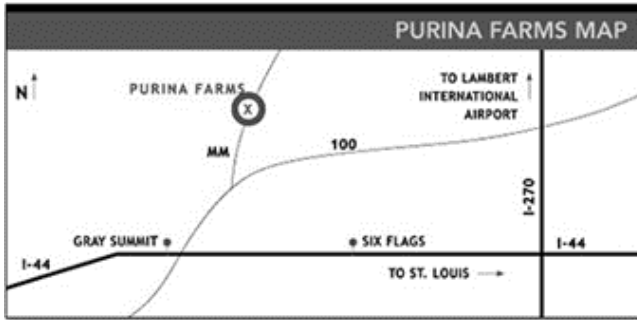 PURINA FARMS MAP
N
PURINA FARMS
X
TO LAMBERT
INTERNATIONAL
AIRPORT
MM
100
I-270
GRAY SUMMIT
SIX FLAGS
I-44
I-44
TO ST. LOUIS